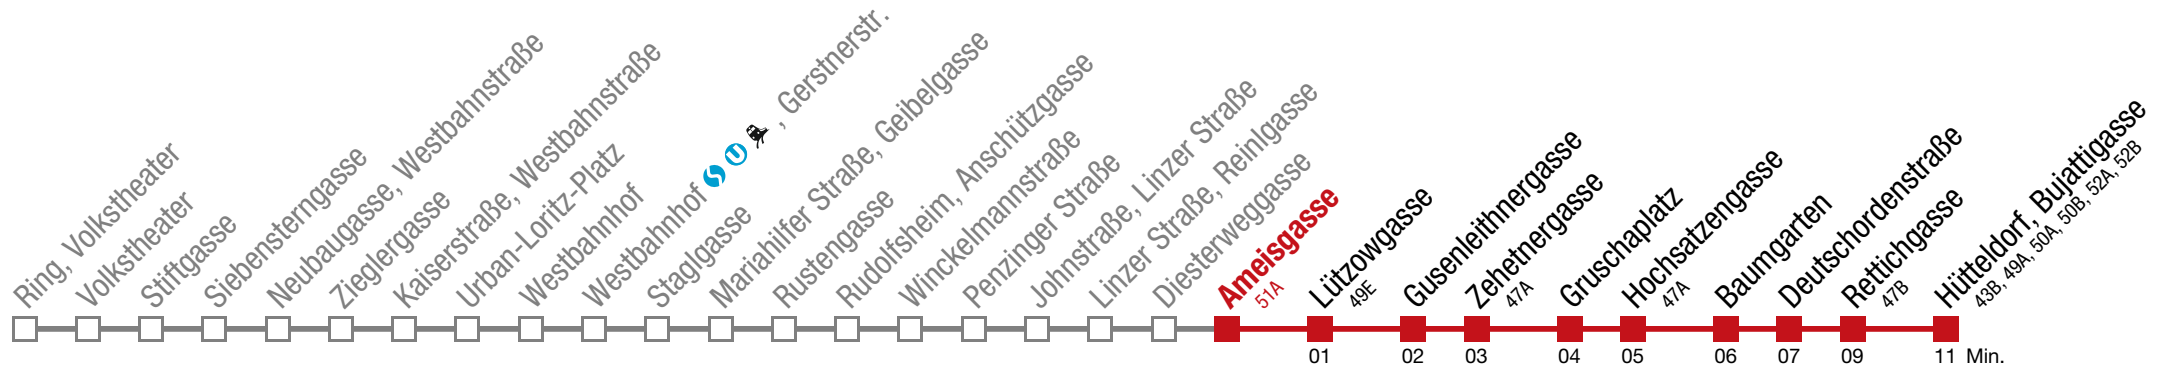 Ring, Volkstheater
Volkstheater
Stiftgasse
Siebensterngasse
Neubaugasse, Westbahnstraße
Zieglergasse
Kaiserstraße, Westbahnstraße
Urban-Loritz-Platz
Westbahnhof
Westbahnhof S U , Gerstnerstr.
Staglgasse
Mariahilfer Straße, Geibelgasse
Rustengasse
Rudolfsheim, Anschützgasse
Winckelmannstraße
Penzinger Straße
Johnstraße, Linzer Straße
Linzer Straße, Reinlgasse
Diesterweggasse
Ameisgasse
51A
Lützowgasse
49E
Gusenleithnergasse
Zehetnergasse
47A
Gruschaplatz
Hochsatzengasse
47A
Baumgarten
Deutschordenstraße
Rettichgasse
47B
Hütteldorf, Bujattigasse
43B, 49A, 50A, 50B, 52A, 52B
01 02 03 04 05 06 07 09 11 Min.